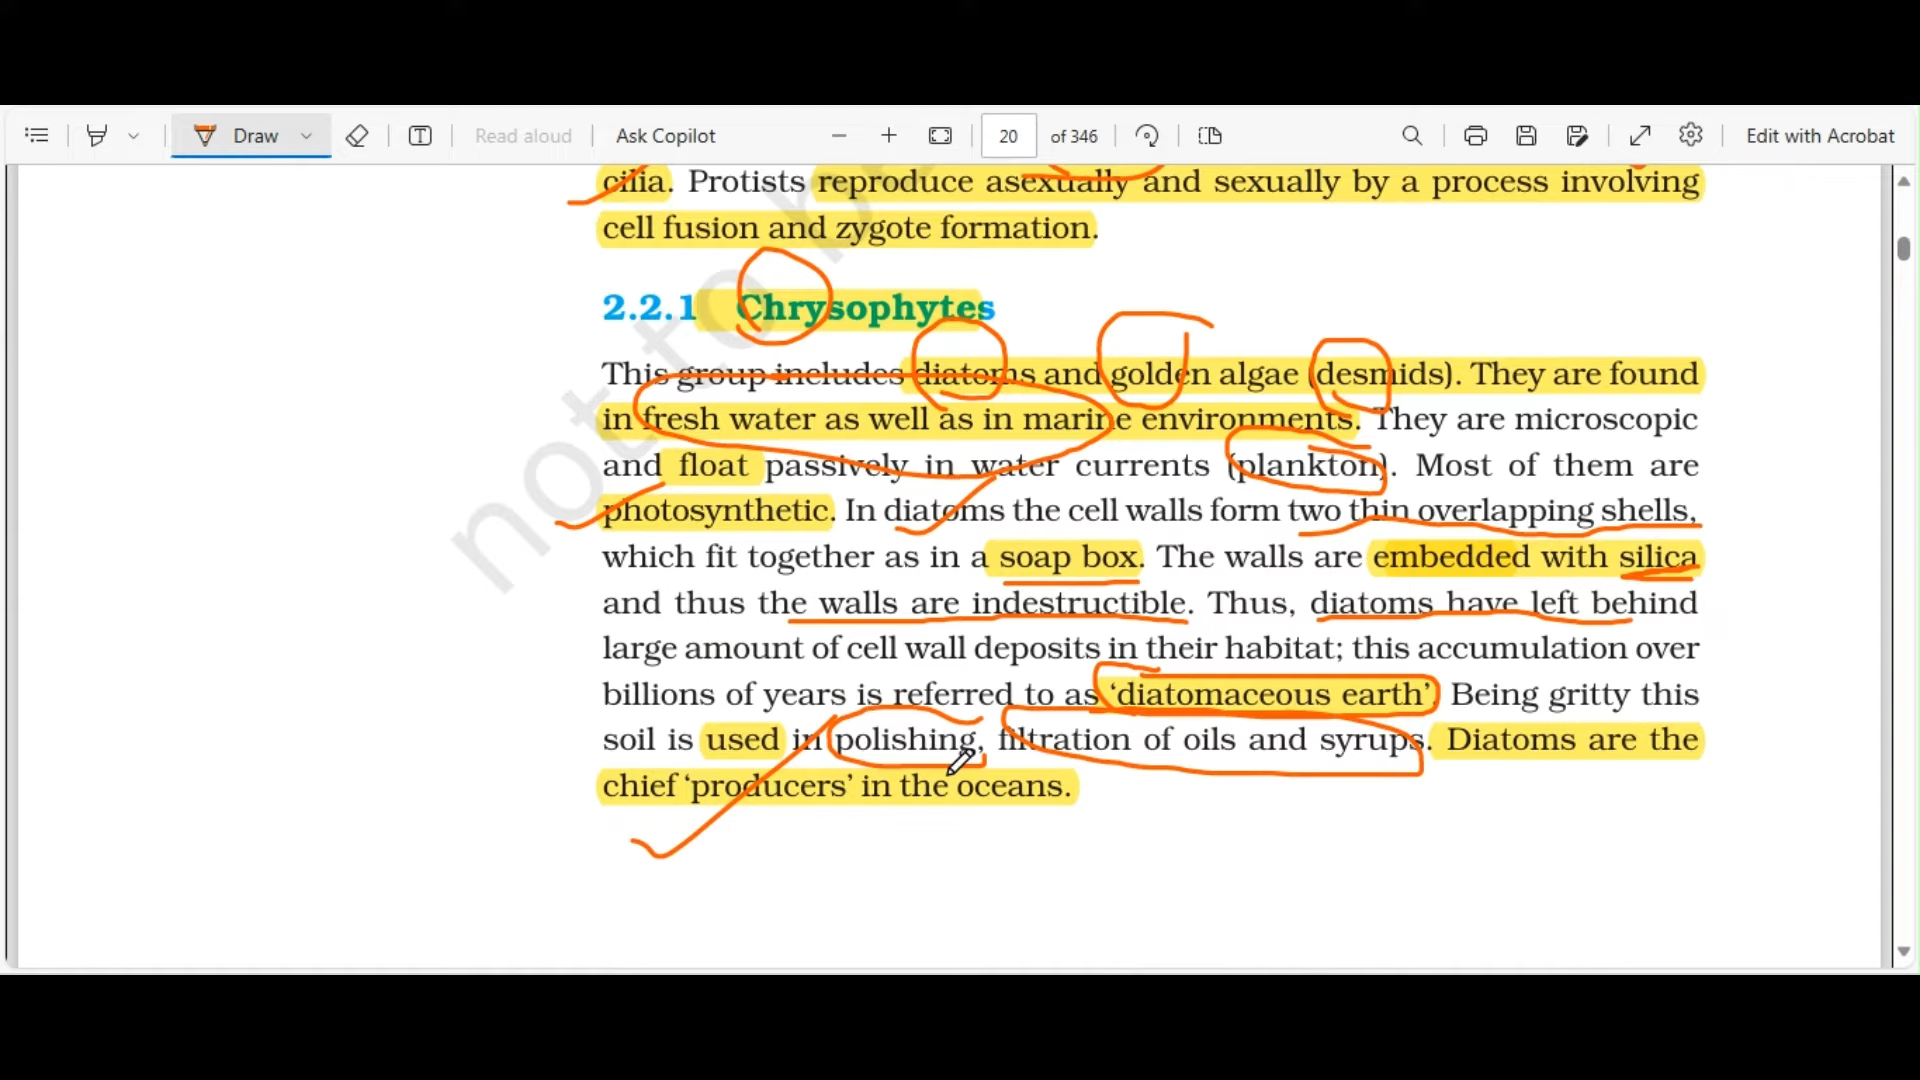 Draw
Read aloud
Ask Copilot
20
of 346
Edit with Acrobat
cilia. Protists reproduce asexually and sexually by a process involving
cell fusion and zygote formation.
2.2.1 Chrysophytes
This group includes diatoms and golden algae (desmids). They are found
in fresh water as well as in marine environments. They are microscopic
and float passively in water currents (plankton). Most of them are
photosynthetic. In diatoms the cell walls form two thin overlapping shells,
which fit together as in a soap box. The walls are embedded with silica
and thus the walls are indestructible. Thus, diatoms have left behind
large amount of cell wall deposits in their habitat; this accumulation over
billions of years is referred to as ‘diatomaceous earth’. Being gritty this
soil is used in polishing, filtration of oils and syrups. Diatoms are the
chief ‘producers’ in the oceans.
not to b